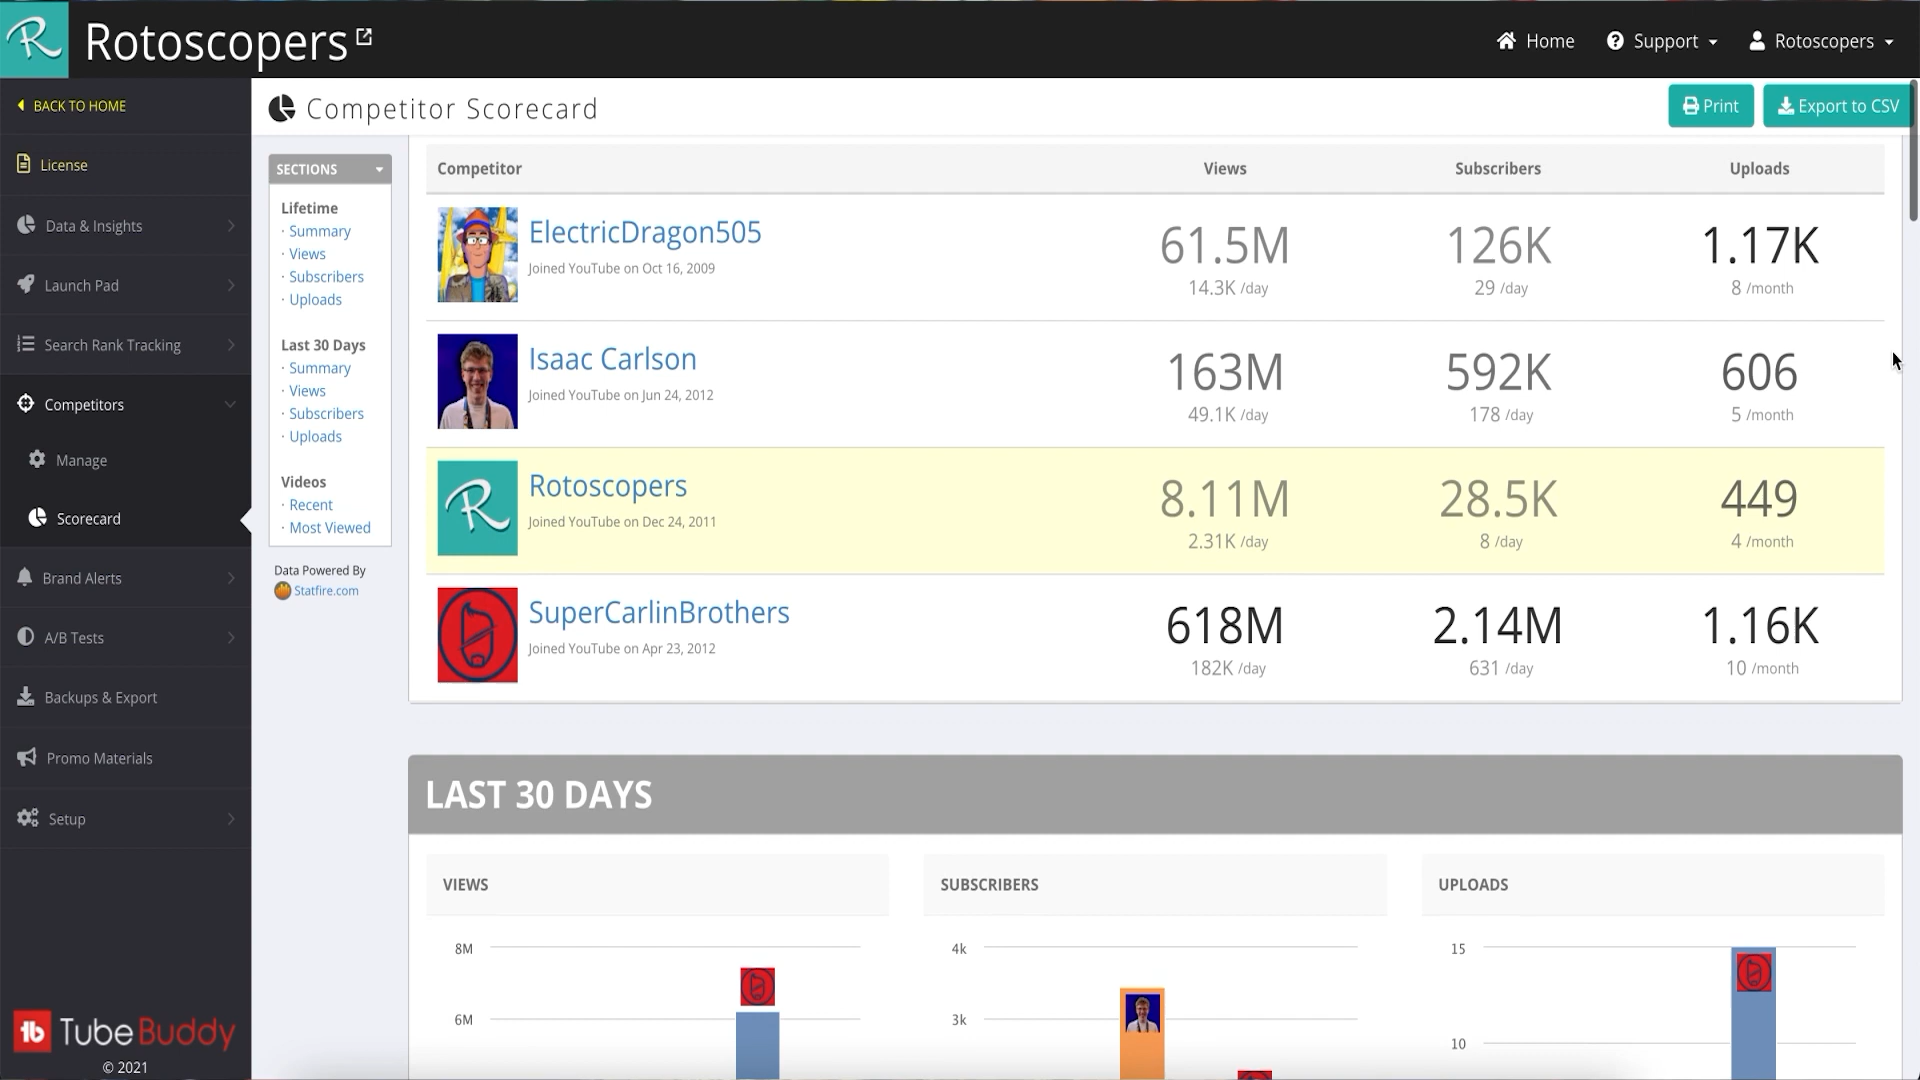 Rotoscopers
Home
Support
Rotoscopers
BACK TO HOME
License
Data & Insights
Launch Pad
Search Rank Tracking
Competitors
Manage
Scorecard
Brand Alerts
A/B Tests
Backups & Export
Promo Materials
Setup
TubeBuddy
© 2021
Competitor Scorecard
Print
Export to CSV
SECTIONS
Lifetime
· Summary
· Views
· Subscribers
· Uploads
Last 30 Days
· Summary
· Views
· Subscribers
· Uploads
Videos
· Recent
· Most Viewed
Data Powered By
Statfire.com
Competitor Views Subscribers Uploads
ElectricDragon505 61.5M 126K 1.17K
Joined YouTube on Oct 16, 2009 14.3K /day 29 /day 8 /month
Isaac Carlson 163M 592K 606
Joined YouTube on Jun 24, 2012 49.1K /day 178 /day 5 /month
Rotoscopers 8.11M 28.5K 449
Joined YouTube on Dec 24, 2011 2.31K /day 8 /day 4 /month
SuperCarlinBrothers 618M 2.14M 1.16K
Joined YouTube on Apr 23, 2012 182K /day 631 /day 10 /month
LAST 30 DAYS
VIEWS
8M
6M
SUBSCRIBERS
4k
3k
UPLOADS
15
10